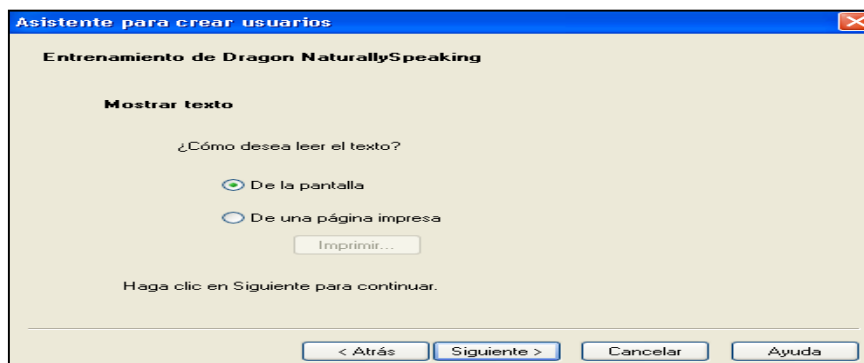 Asistente para crear usuarios
Entrenamiento de Dragon NaturallySpeaking
Mostrar texto
¿Cómo desea leer el texto?
De la pantalla
De una página impresa
Imprimir...
Haga clic en Siguiente para continuar.
< Atrás Siguiente > Cancelar Ayuda